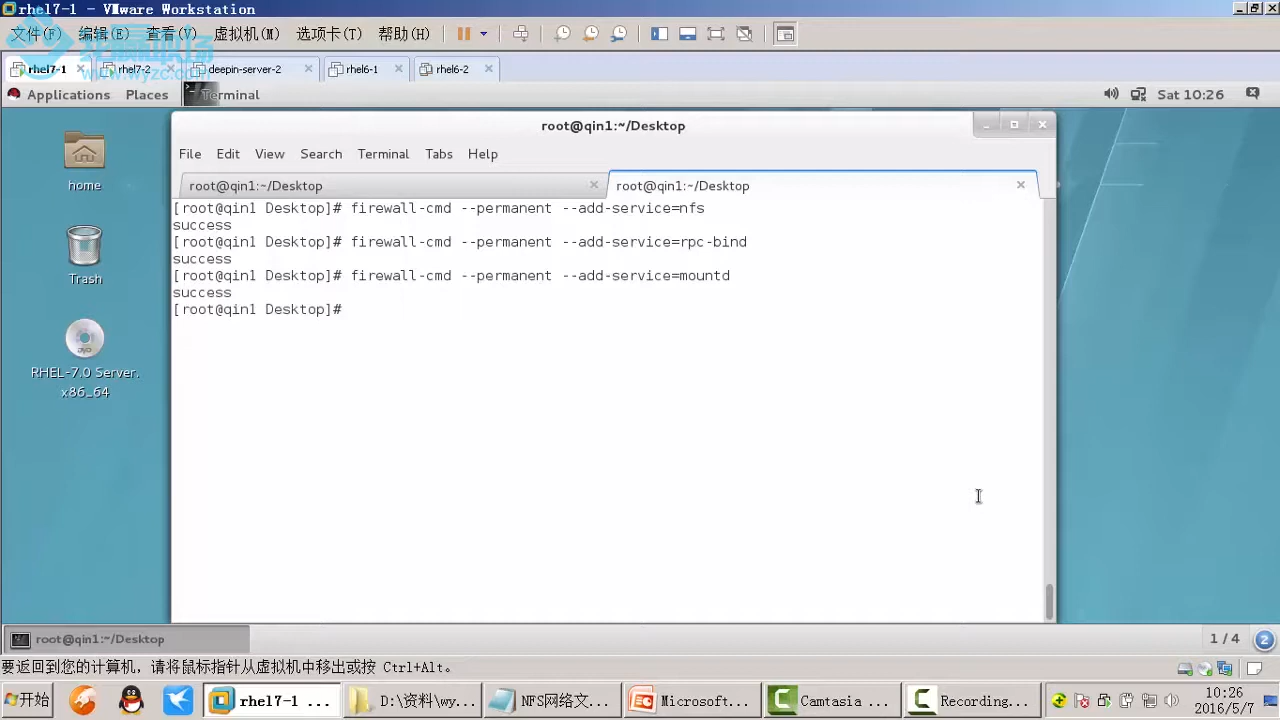 rhel7-1 - VMware Workstation
文件(F) 编辑(E) 查看(V) 虚拟机(M) 选项卡(T) 帮助(H)
www.wyzc.com
rhel7-1 rhel7-2 deepin-server-2 rhel6-1 rhel6-2
Applications Places Terminal Sat 10:26
root@qin1:~/Desktop
File Edit View Search Terminal Tabs Help
root@qin1:~/Desktop root@qin1:~/Desktop
[root@qin1 Desktop]# firewall-cmd --permanent --add-service=nfs
success
[root@qin1 Desktop]# firewall-cmd --permanent --add-service=rpc-bind
success
[root@qin1 Desktop]# firewall-cmd --permanent --add-service=mountd
success
[root@qin1 Desktop]#
home
Trash
RHEL-7.0 Server.
x86_64
root@qin1:~/Desktop 1 / 4 2
要返回到您的计算机，请将鼠标指针从虚拟机中移出或按 Ctrl+Alt。
开始 rhel7-1 ... D:\资料\wy... NFS网络文... Microsoft... Camtasia ... Recording... 10:26
2016/5/7